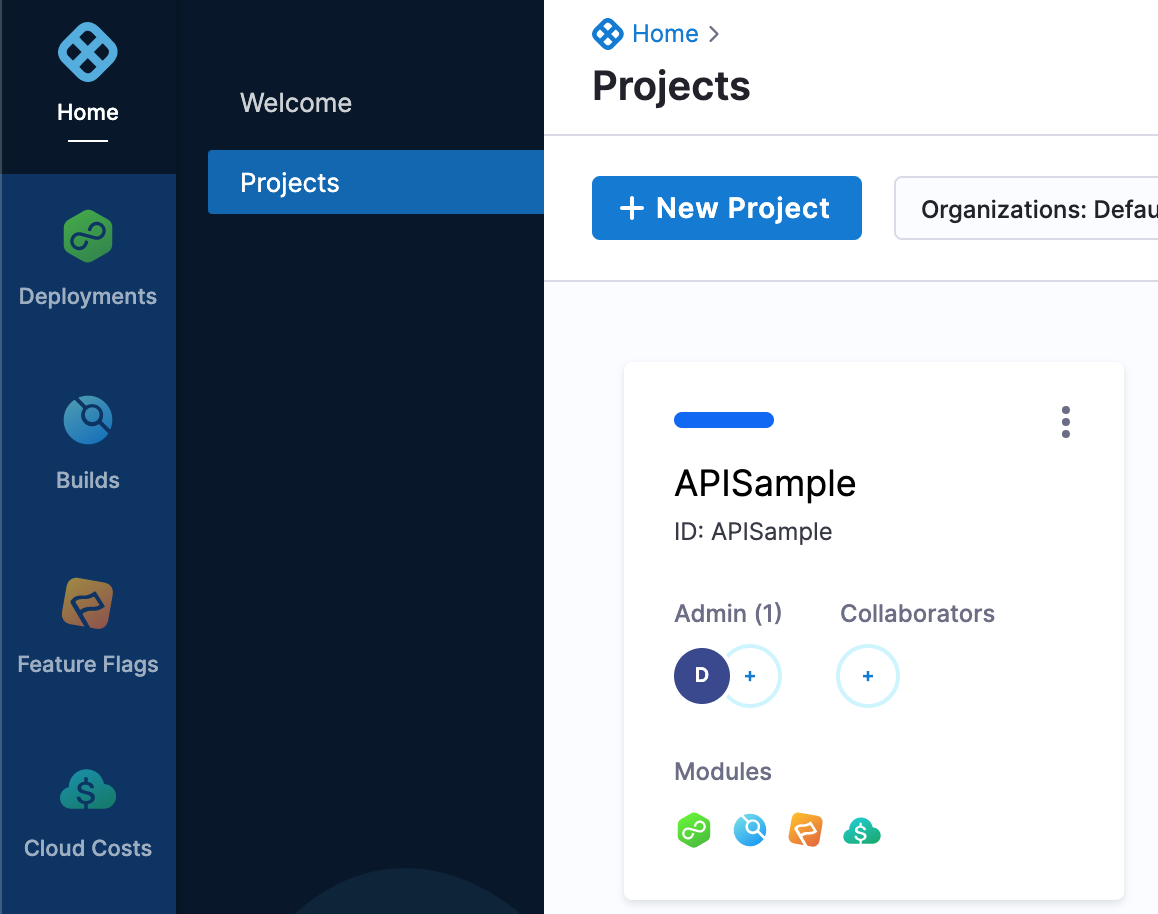 Home
Deployments
Builds
Feature Flags
Cloud Costs
Welcome
Projects
Home
Projects
New Project
Organizations: Defau
APISample
ID: APISample
Admin (1)
Collaborators
D
+
+
Modules